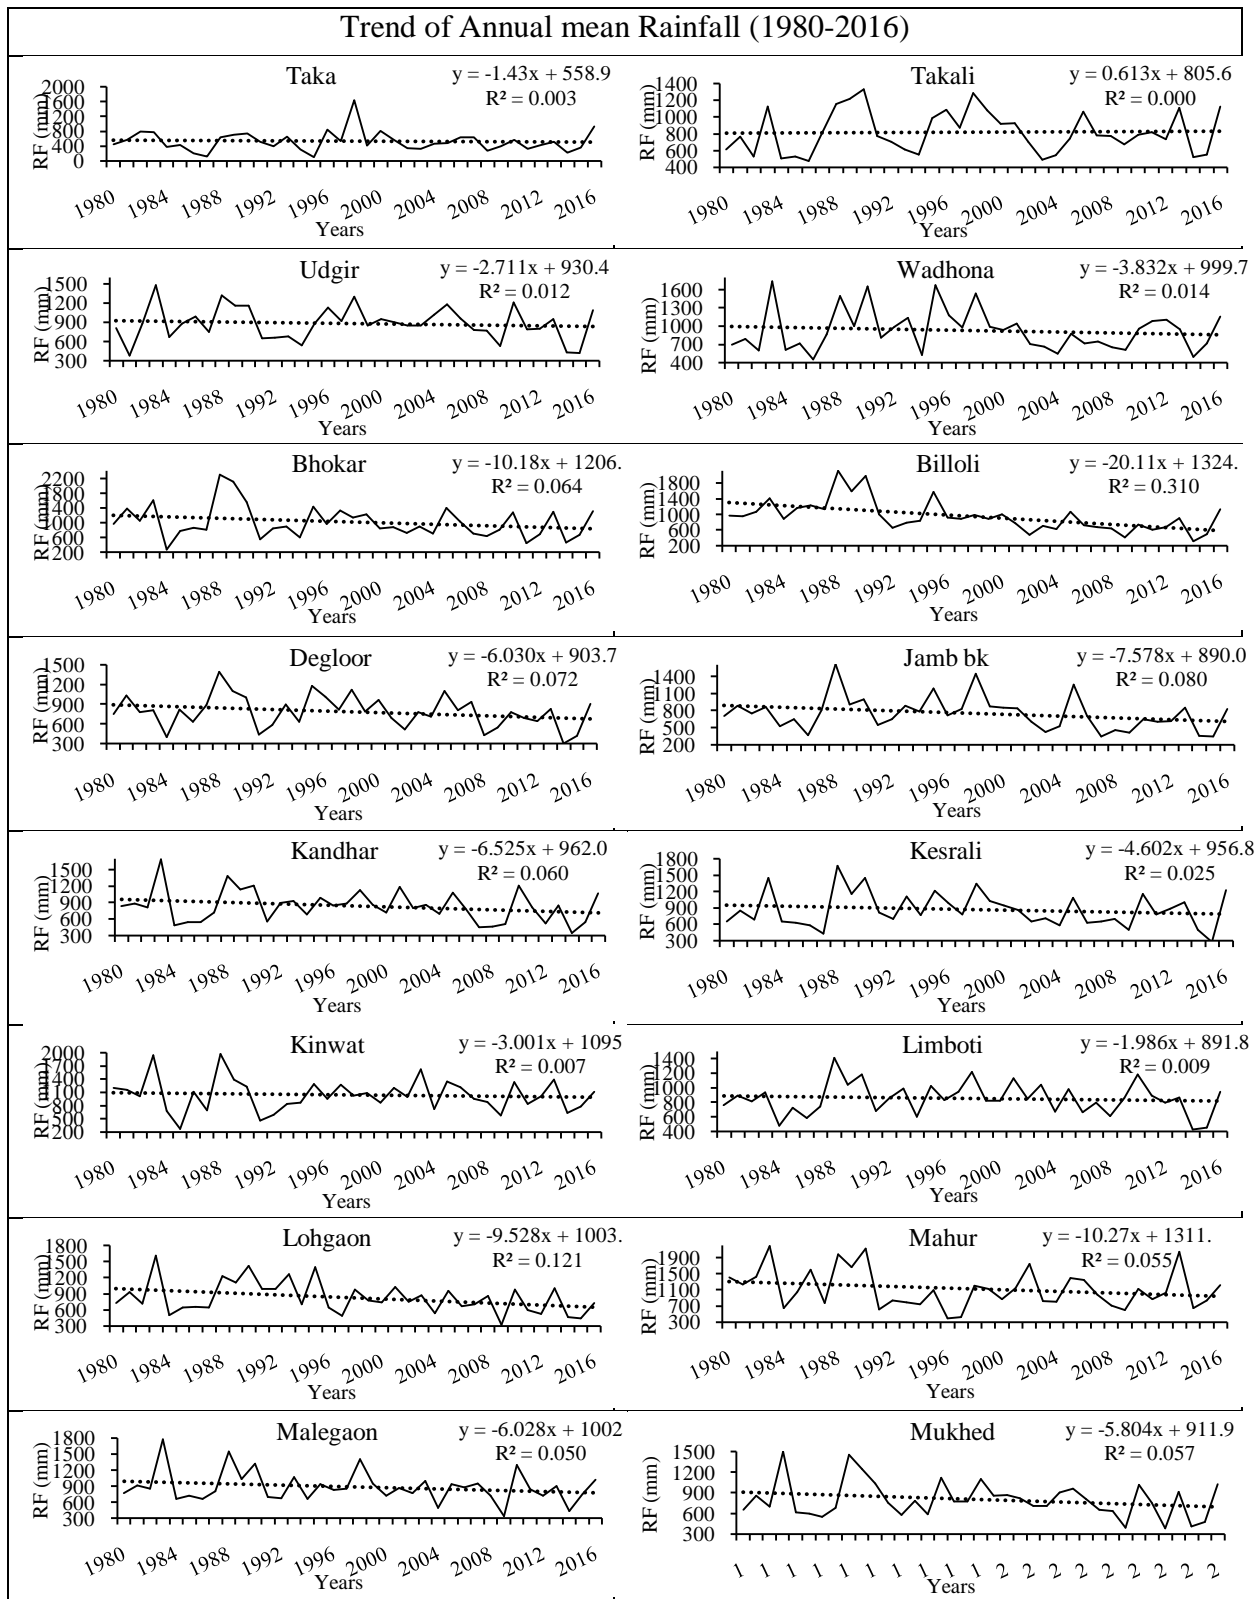 Trend of Annual mean Rainfall (1980-2016)
Taka
y = -1.43x + 558.9
R² = 0.003
RF (mm)
2000
1600
1200
800
400
0
1980 1984 1988 1992 1996 2000 2004 2008 2012 2016
Years
Takali
y = 0.613x + 805.6
R² = 0.000
RF (mm)
1400
1200
1000
800
600
400
1980 1984 1988 1992 1996 2000 2004 2008 2012 2016
Years
Udgir
y = -2.711x + 930.4
R² = 0.012
RF (mm)
1500
1200
900
600
300
1980 1984 1988 1992 1996 2000 2004 2008 2012 2016
Years
Wadhona
y = -3.832x + 999.7
R² = 0.014
RF (mm)
1600
1300
1000
700
400
1980 1984 1988 1992 1996 2000 2004 2008 2012 2016
Years
Bhokar
y = -10.18x + 1206.
R² = 0.064
RF (mm)
2200
1800
1400
1000
600
200
1980 1984 1988 1992 1996 2000 2004 2008 2012 2016
Years
Billoli
y = -20.11x + 1324.
R² = 0.310
RF (mm)
1800
1400
1000
600
200
1980 1984 1988 1992 1996 2000 2004 2008 2012 2016
Years
Degloor
y = -6.030x + 903.7
R² = 0.072
RF (mm)
1500
1200
900
600
300
1980 1984 1988 1992 1996 2000 2004 2008 2012 2016
Years
Jamb bk
y = -7.578x + 890.0
R² = 0.080
RF (mm)
1400
1100
800
500
200
1980 1984 1988 1992 1996 2000 2004 2008 2012 2016
Years
Kandhar
y = -6.525x + 962.0
R² = 0.060
RF (mm)
1500
1200
900
600
300
1980 1984 1988 1992 1996 2000 2004 2008 2012 2016
Years
Kesrali
y = -4.602x + 956.8
R² = 0.025
RF (mm)
1800
1500
1200
900
600
300
1980 1984 1988 1992 1996 2000 2004 2008 2012 2016
Years
Kinwat
y = -3.001x + 1095
R² = 0.007
RF (mm)
2000
1700
1400
1100
800
500
200
1980 1984 1988 1992 1996 2000 2004 2008 2012 2016
Years
Limboti
y = -1.986x + 891.8
R² = 0.009
RF (mm)
1400
1200
1000
800
600
400
1980 1984 1988 1992 1996 2000 2004 2008 2012 2016
Years
Lohgaon
y = -9.528x + 1003.
R² = 0.121
RF (mm)
1800
1500
1200
900
600
300
1980 1984 1988 1992 1996 2000 2004 2008 2012 2016
Years
Mahur
y = -10.27x + 1311.
R² = 0.055
RF (mm)
1900
1500
1100
700
300
1980 1984 1988 1992 1996 2000 2004 2008 2012 2016
Years
Malegaon
y = -6.028x + 1002
R² = 0.050
RF (mm)
1800
1500
1200
900
600
300
1980 1984 1988 1992 1996 2000 2004 2008 2012 2016
Years
Mukhed
y = -5.804x + 911.9
R² = 0.057
RF (mm)
1500
1200
900
600
300
1 1 1 1 1 1 1 1 1 1 2 2 2 2 2 2 2 2 2
Years